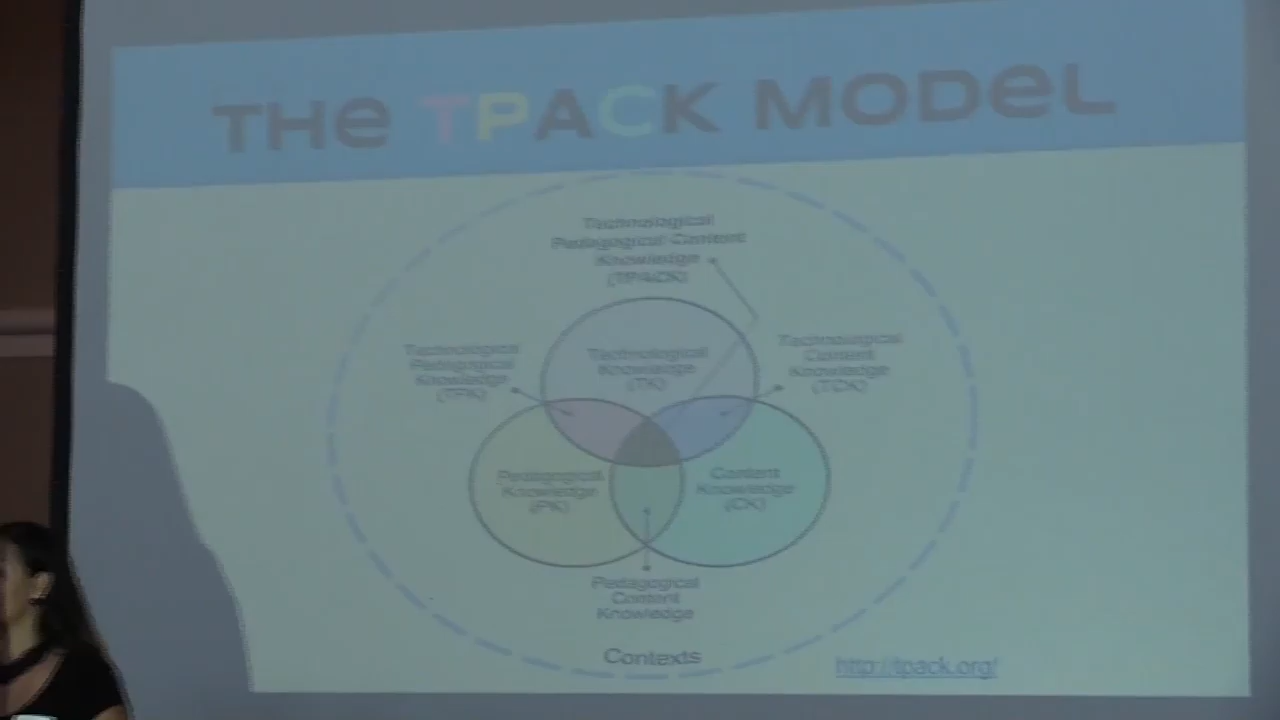 THe TPACK MODeL
Technological
Pedagogical Content
Knowledge
(TPACK)
Technological
Pedagogical
Knowledge
(TPK)
Technological
Knowledge
(TK)
Technological
Content
Knowledge
(TCK)
Pedagogical
Knowledge
(PK)
Content
Knowledge
(CK)
Pedagogical
Content
Knowledge
Contexts
http://tpack.org/